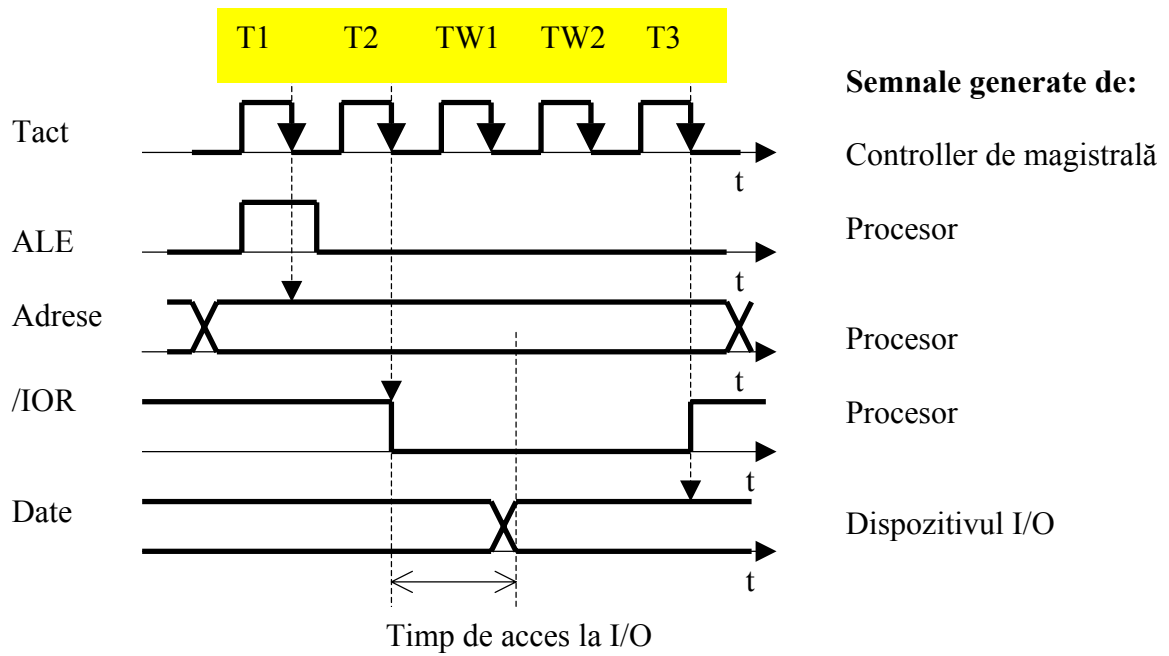 T1 T2 TW1 TW2 T3
Semnale generate de:
Tact
Controller de magistrală
t
ALE
Procesor
t
Adrese
Procesor
t
/IOR
Procesor
t
Date
Dispozitivul I/O
t
Timp de acces la I/O